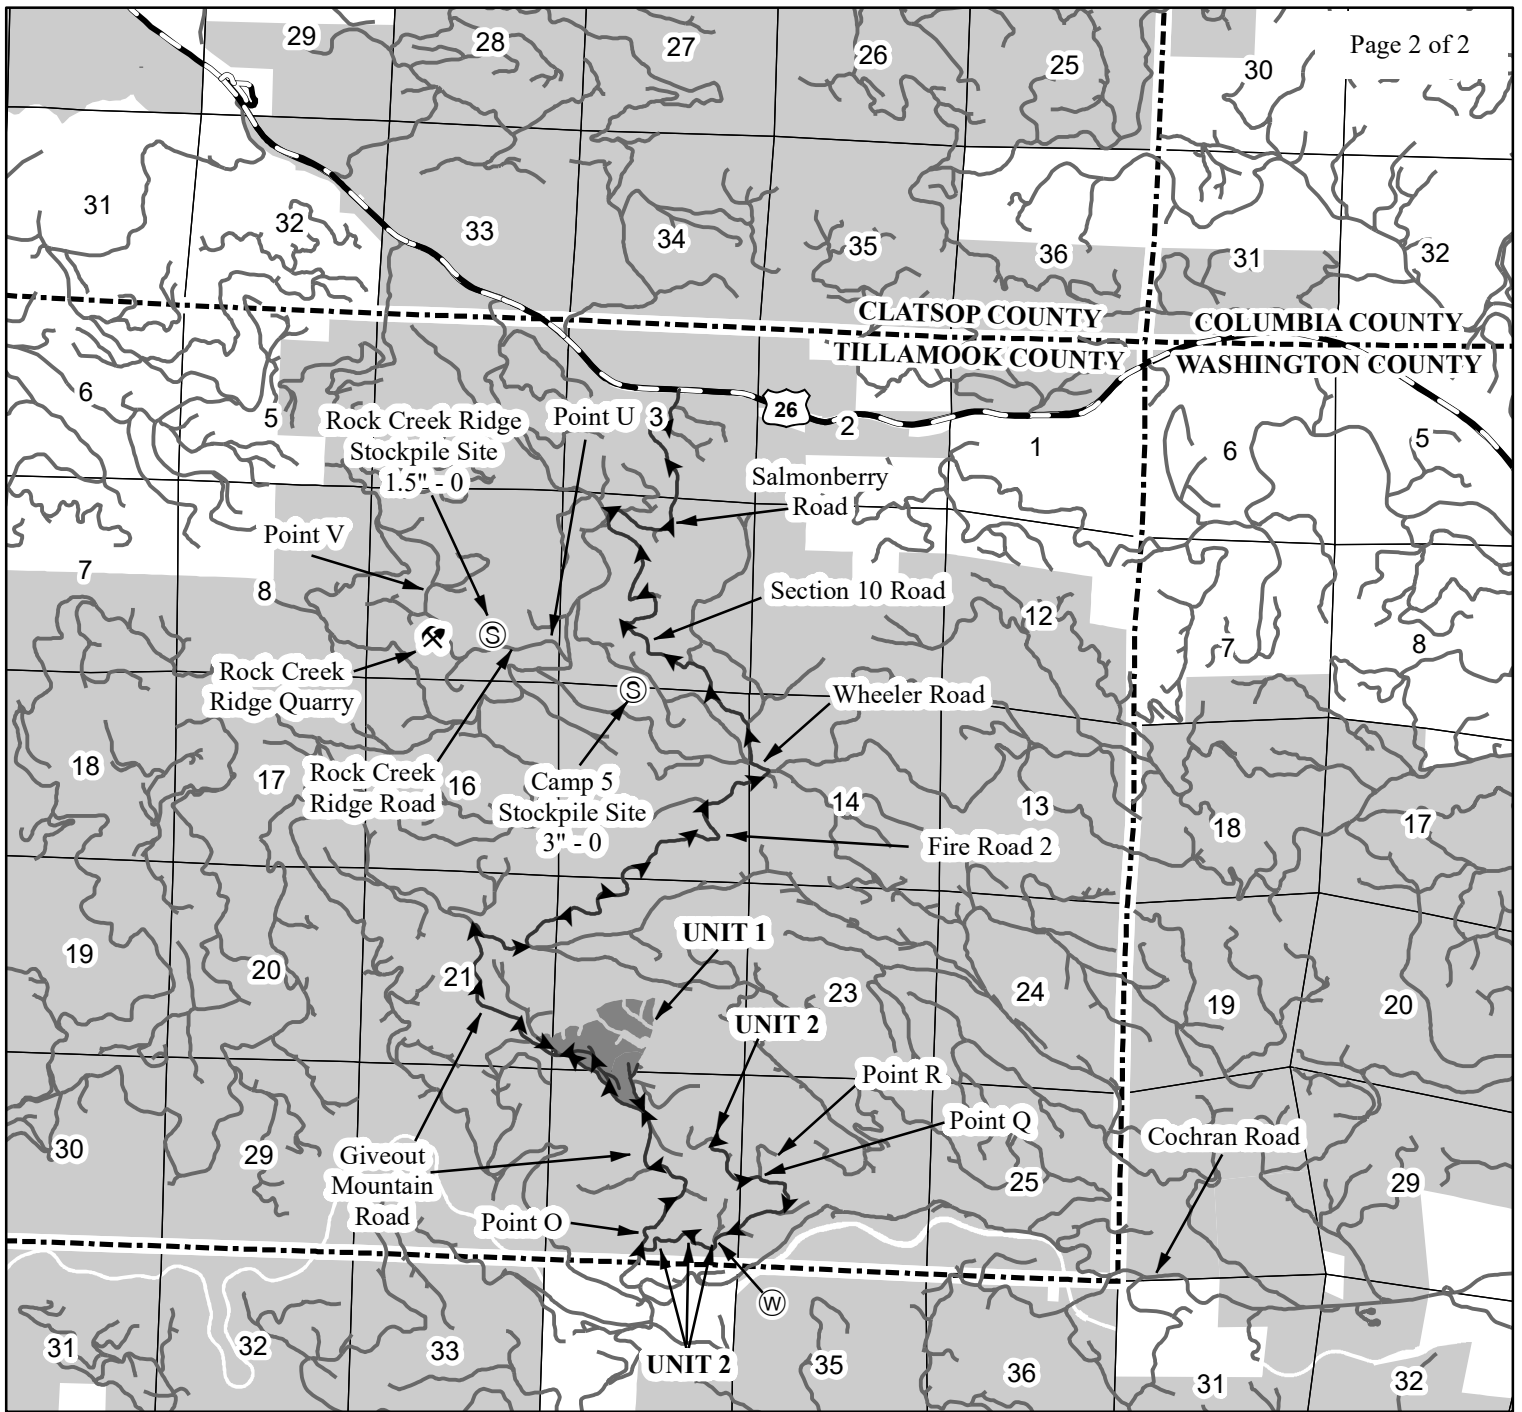 Page 2 of 2
29
28
27
26
25
30
31
32
33
34
35
36
31
32
CLATSOP COUNTY
COLUMBIA COUNTY
TILLAMOOK COUNTY
WASHINGTON COUNTY
6
5
Rock Creek Ridge
Stockpile Site
1.5" - 0
Point U
3
26
2
1
6
5
Salmonberry
Road
Point V
7
8
Section 10 Road
12
7
8
S
Rock Creek
Ridge Quarry
S
Wheeler Road
18
17
Rock Creek
Ridge Road
16
Camp 5
Stockpile Site
3" - 0
14
13
18
17
Fire Road 2
UNIT 1
19
20
21
23
24
19
20
UNIT 2
Point R
Point Q
Cochran Road
30
29
Giveout
Mountain
Road
25
29
Point O
W
31
32
33
UNIT 2
35
36
31
32